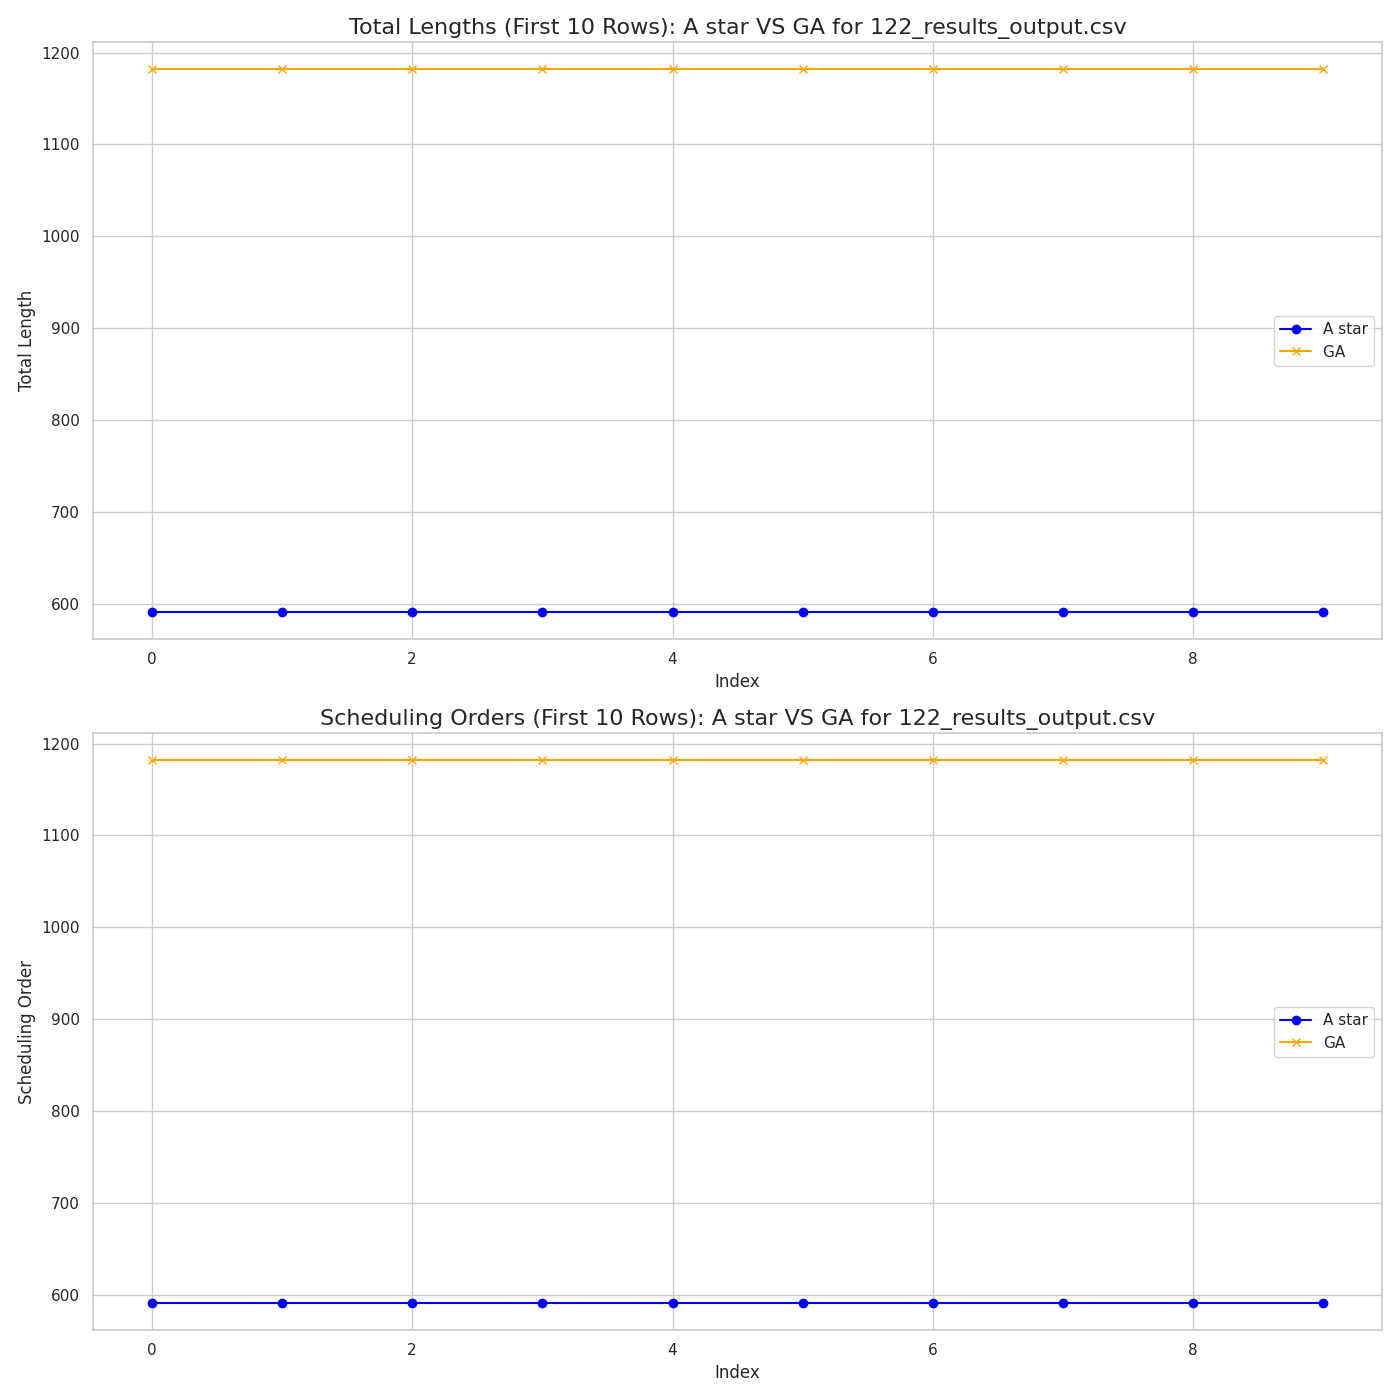 Total Lengths (First 10 Rows): A star VS GA for 122_results_output.csv
1200
1100
1000
900
800
700
600
Total Length
A star
GA
0 2 4 6 8
Index
Scheduling Orders (First 10 Rows): A star VS GA for 122_results_output.csv
1200
1100
1000
900
800
700
600
Scheduling Order
A star
GA
0 2 4 6 8
Index